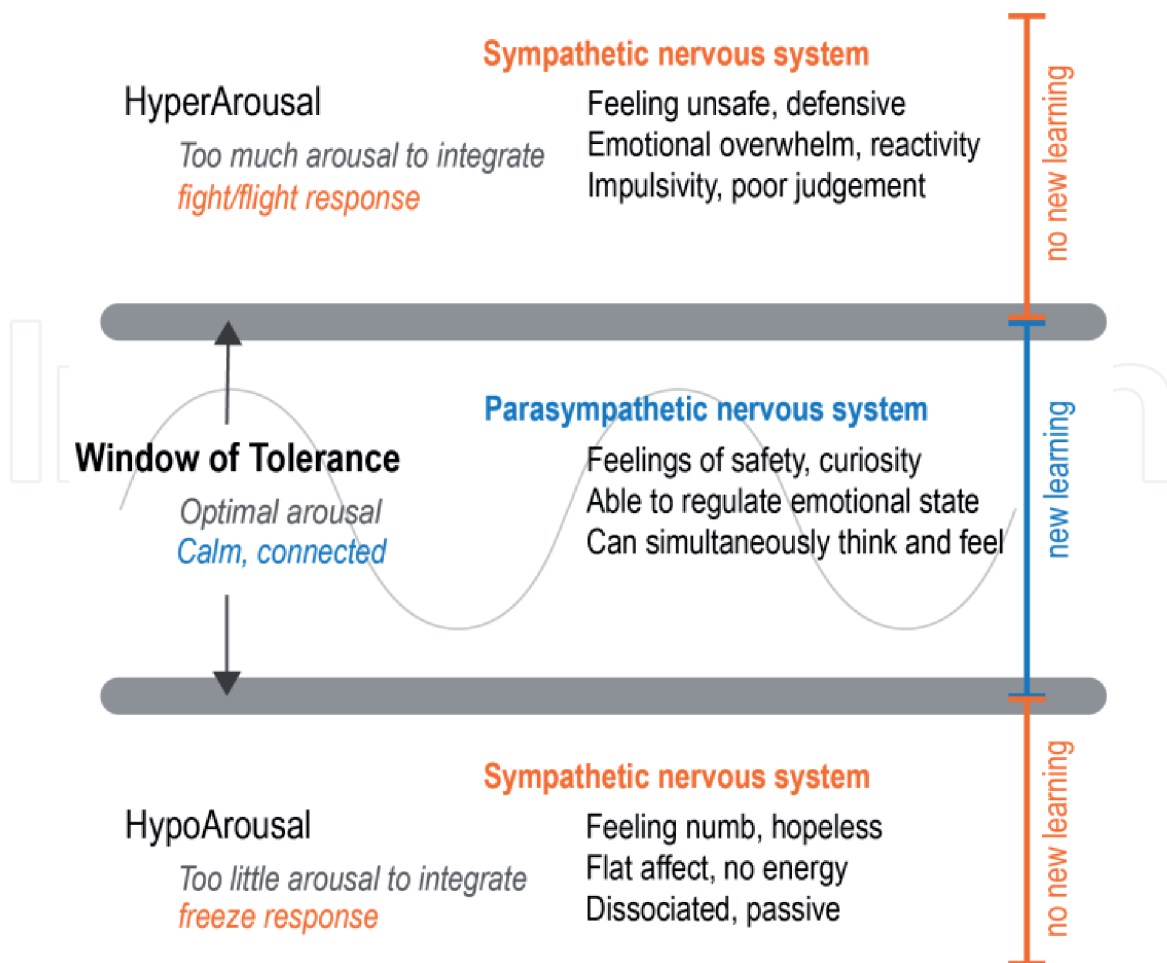 Sympathetic nervous system
HyperArousal
Too much arousal to integrate
fight/flight response
Feeling unsafe, defensive
Emotional overwhelm, reactivity
Impulsivity, poor judgement
no new learning
Parasympathetic nervous system
Window of Tolerance
Optimal arousal
Calm, connected
Feelings of safety, curiosity
Able to regulate emotional state
Can simultaneously think and feel
new learning
Sympathetic nervous system
HypoArousal
Too little arousal to integrate
freeze response
Feeling numb, hopeless
Flat affect, no energy
Dissociated, passive
no new learning